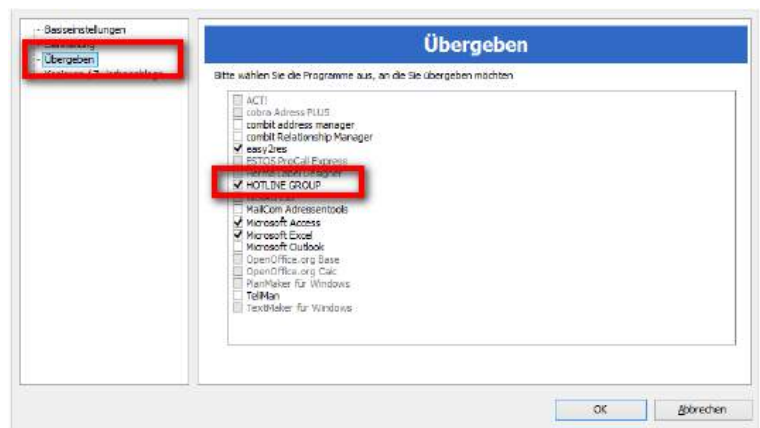 - Basiseinstellungen
- Übergeben
Übergeben
Bitte wählen Sie die Programme aus, an die Sie übergeben möchten
ACT!
cobra Adress PLUS
combit address manager
combit Relationship Manager
easy2res
ESTOS ProCall Express
HOTLINE GROUP
MailCom Adressentools
Microsoft Access
Microsoft Excel
Microsoft Outlook
OpenOffice.org Base
OpenOffice.org Calc
PlanMaker für Windows
TeliMan
TextMaker für Windows
OK
Abbrechen